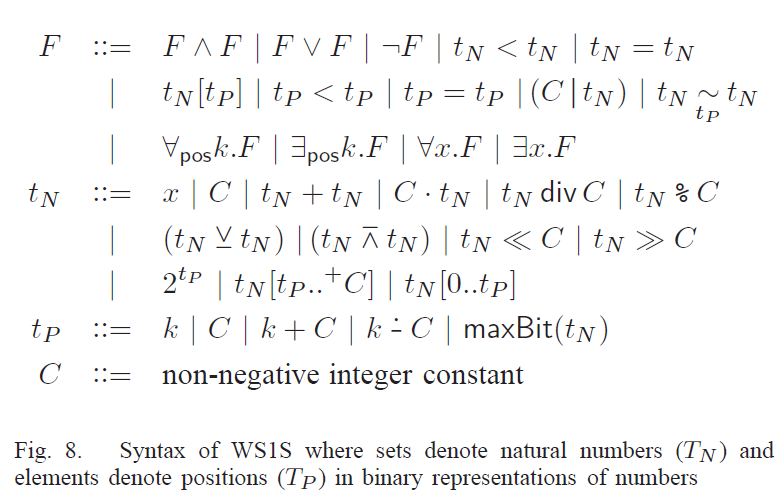 F ::= F ∧ F | F ∨ F | ¬F | t_N < t_N | t_N = t_N
| t_N[t_P] | t_P < t_P | t_P = t_P | (C | t_N) | t_N ∼_{t_P} t_N
| ∀_pos k.F | ∃_pos k.F | ∀x.F | ∃x.F
t_N ::= x | C | t_N + t_N | C · t_N | t_N div C | t_N % C
| (t_N ⊻ t_N) | (t_N ⊼ t_N) | t_N ≪ C | t_N ≫ C
| 2^{t_P} | t_N[t_P..⁺C] | t_N[0..t_P]
t_P ::= k | C | k + C | k ∸ C | maxBit(t_N)
C ::= non-negative integer constant
Fig. 8. Syntax of WS1S where sets denote natural numbers (T_N) and
elements denote positions (T_P) in binary representations of numbers